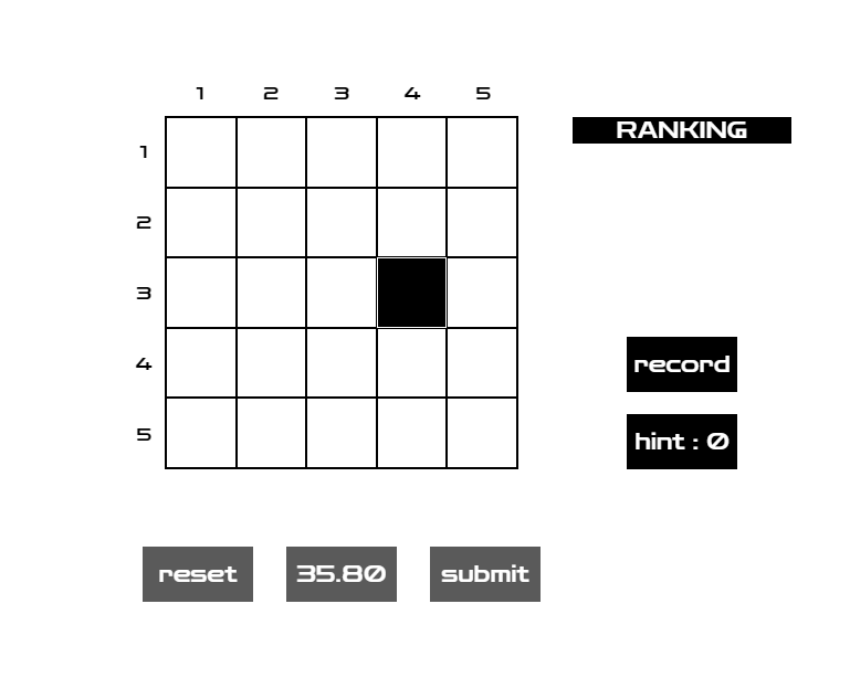 1 2 3 4 5
RANKING
1
2
3
4
5
record
hint : 0
reset 35.80 submit